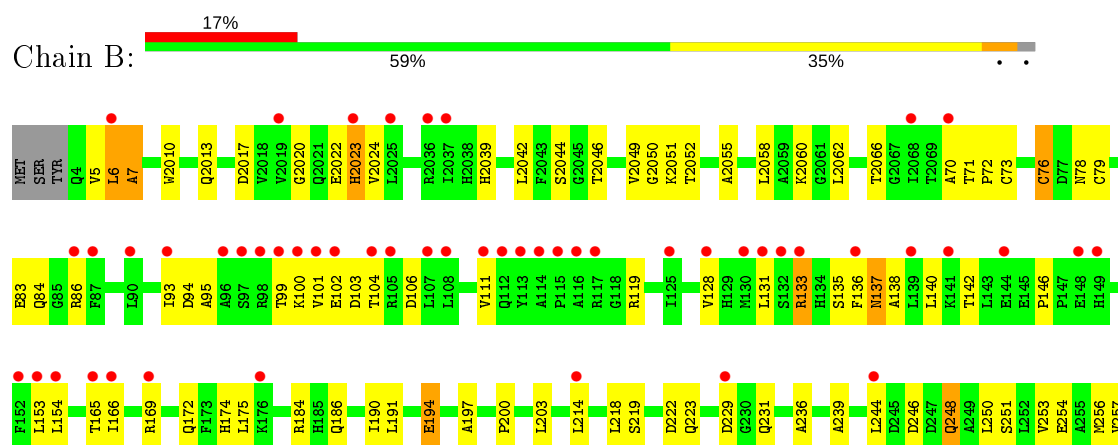 17%
Chain B:
59% 35% • •
MET SER TYR Q4 V5 L6 A7 W2010 Q2013 D2017 V2018 V2019 G2020 Q2021 E2022 H2023 V2024 L2025 R2036 I2037 H2038 H2039 L2042 F2043 S2044 G2045 T2046 V2049 G2050 K2051 T2052 A2055 L2058 A2059 K2060 G2061 L2062 T2066 G2067 I2068 T2069 A70 T71 P72 C73 C76 D77 N78 C79
E83 Q84 G85 R86 F87 L90 I93 D94 A95 A96 S97 R98 T99 K100 V101 E102 D103 T104 R105 D106 L107 L108 V111 Q112 Y113 A114 P115 A116 R117 G118 R119 I125 V128 H129 M130 L131 S132 R133 H134 S135 F136 N137 A138 L139 L140 K141 T142 L143 E144 E145 P146 P147 E148 H149
F152 L153 L154 T165 I166 R169 Q172 F173 H174 L175 K176 R184 H185 Q186 I190 L191 E194 A197 P200 L203 L214 L218 S219 D222 Q223 D229 G230 Q231 A236 A239 L244 D245 D246 D247 Q248 A249 L250 S251 L252 V253 E254 A255 M256 V257